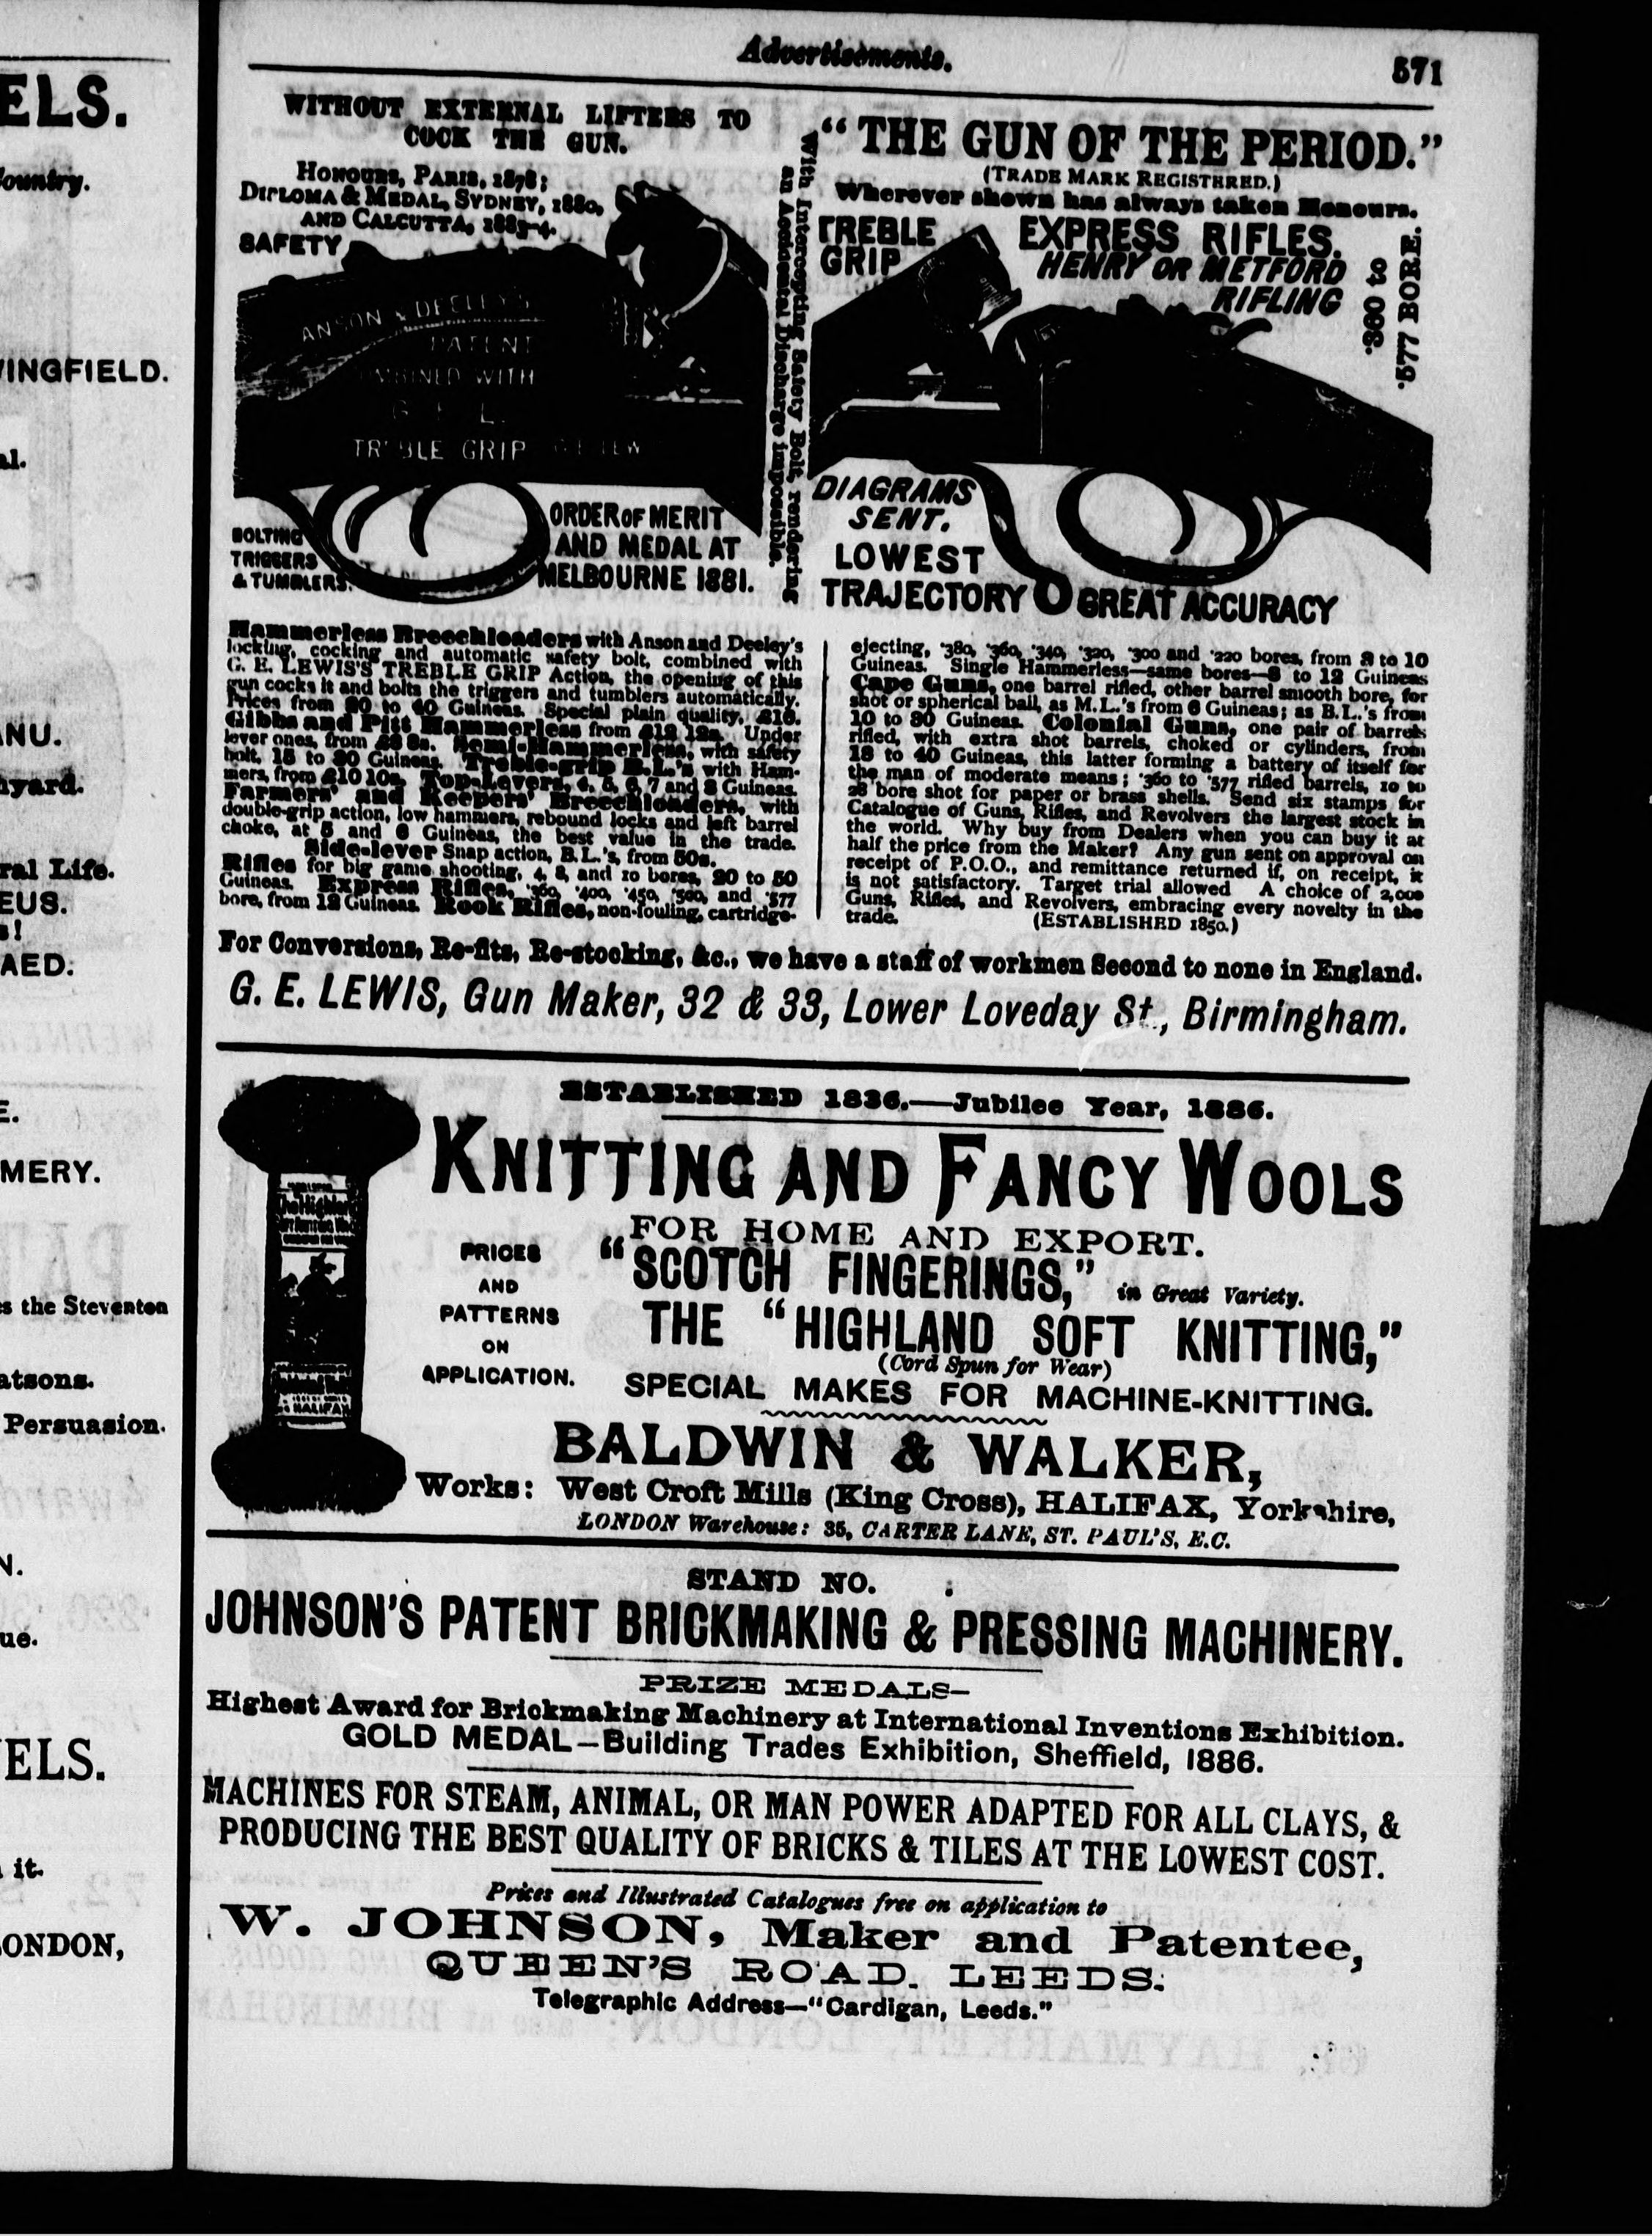 ELS.
ountry.
INGFIELD.
al.
NU.
yard.
ral Life.
EUS.
s!
AED.
E.
MERY.
s the Steventon
atsons.
Persuasion.
N.
ue.
ELS.
it.
ONDON,
Advertisements.
571
WITHOUT EXTERNAL LIFTERS TO
COCK THE GUN.
HONOURS, PARIS, 1878;
DIPLOMA & MEDAL, SYDNEY, 1880,
AND CALCUTTA, 1883-4.
SAFETY
ANSON & DEELEY'S
PATENT
COMBINED WITH
G. E. L.
TREBLE GRIP G E LEWIS
BOLTING
TRIGGERS
& TUMBLERS.
ORDER OF MERIT
AND MEDAL AT
MELBOURNE 1881.
With Intercepting Safety Bolt, rendering
an Accidental Discharge impossible.
"THE GUN OF THE PERIOD."
(TRADE MARK REGISTERED.)
Wherever shown has always taken Honours.
TREBLE
GRIP
EXPRESS RIFLES.
HENRY OR METFORD
RIFLING
·360 to
·577 BORE.
DIAGRAMS
SENT.
LOWEST
TRAJECTORY
GREAT ACCURACY
Hammerless Breechloaders with Anson and Deeley's
locking, cocking and automatic safety bolt, combined with
G. E. LEWIS'S TREBLE GRIP Action, the opening of this
gun cocks it and bolts the triggers and tumblers automatically.
Prices from 20 to 40 Guineas. Special plain quality, £16.
Gibbs and Pitt Hammerless from £12 12s. Under
lever ones, from £8 8s. Semi-Hammerless, with safety
bolt, 15 to 30 Guineas. Treble-grip B.L.'s with Ham-
mers, from £10 10s. Top-Levers, 4, 5, 6, 7 and 8 Guineas.
Farmers' and Keepers' Breechloaders, with
double-grip action, low hammers, rebound locks and left barrel
choke, at 5 and 6 Guineas, the best value in the trade.
Side-lever Snap action, B.L.'s, from 50s.
Rifles for big game shooting, 4, 8, and 10 bores, 20 to 50
Guineas. Express Rifles, ·360, ·400, ·450, ·500, and ·577
bore, from 12 Guineas. Rook Rifles, non-fouling, cartridge-
ejecting, ·380, ·360, ·340, ·320, ·300 and ·220 bores, from 3 to 10
Guineas. Single Hammerless—same bores—8 to 12 Guineas
Cape Guns, one barrel rifled, other barrel smooth bore, for
shot or spherical ball, as M.L.'s from 6 Guineas; as B.L.'s from
10 to 30 Guineas. Colonial Guns, one pair of barrels
rifled, with extra shot barrels, choked or cylinders, from
18 to 40 Guineas, this latter forming a battery of itself for
the man of moderate means; ·360 to ·577 rifled barrels, 10 to
28 bore shot for paper or brass shells. Send six stamps for
Catalogue of Guns, Rifles, and Revolvers the largest stock in
the world. Why buy from Dealers when you can buy it at
half the price from the Maker? Any gun sent on approval on
receipt of P.O.O., and remittance returned if, on receipt, it
is not satisfactory. Target trial allowed A choice of 2,000
Guns, Rifles, and Revolvers, embracing every novelty in the
trade. (ESTABLISHED 1850.)
For Conversions, Re-fits, Re-stocking, &c., we have a staff of workmen Second to none in England.
G. E. LEWIS, Gun Maker, 32 & 33, Lower Loveday St., Birmingham.
ESTABLISHED 1836.—Jubilee Year, 1886.
KNITTING AND FANCY WOOLS
FOR HOME AND EXPORT.
PRICES
AND
PATTERNS
ON
APPLICATION.
"SCOTCH FINGERINGS," in Great Variety.
THE "HIGHLAND SOFT KNITTING,"
(Cord Spun for Wear)
SPECIAL MAKES FOR MACHINE-KNITTING.
HALIFAX
BALDWIN & WALKER,
Works: West Croft Mills (King Cross), HALIFAX, Yorkshire,
LONDON Warehouse: 35, CARTER LANE, ST. PAUL'S, E.C.
STAND NO.
JOHNSON'S PATENT BRICKMAKING & PRESSING MACHINERY.
PRIZE MEDALS—
Highest Award for Brickmaking Machinery at International Inventions Exhibition.
GOLD MEDAL—Building Trades Exhibition, Sheffield, 1886.
MACHINES FOR STEAM, ANIMAL, OR MAN POWER ADAPTED FOR ALL CLAYS, &
PRODUCING THE BEST QUALITY OF BRICKS & TILES AT THE LOWEST COST.
Prices and Illustrated Catalogues free on application to
W. JOHNSON, Maker and Patentee,
QUEEN'S ROAD, LEEDS.
Telegraphic Address—"Cardigan, Leeds."